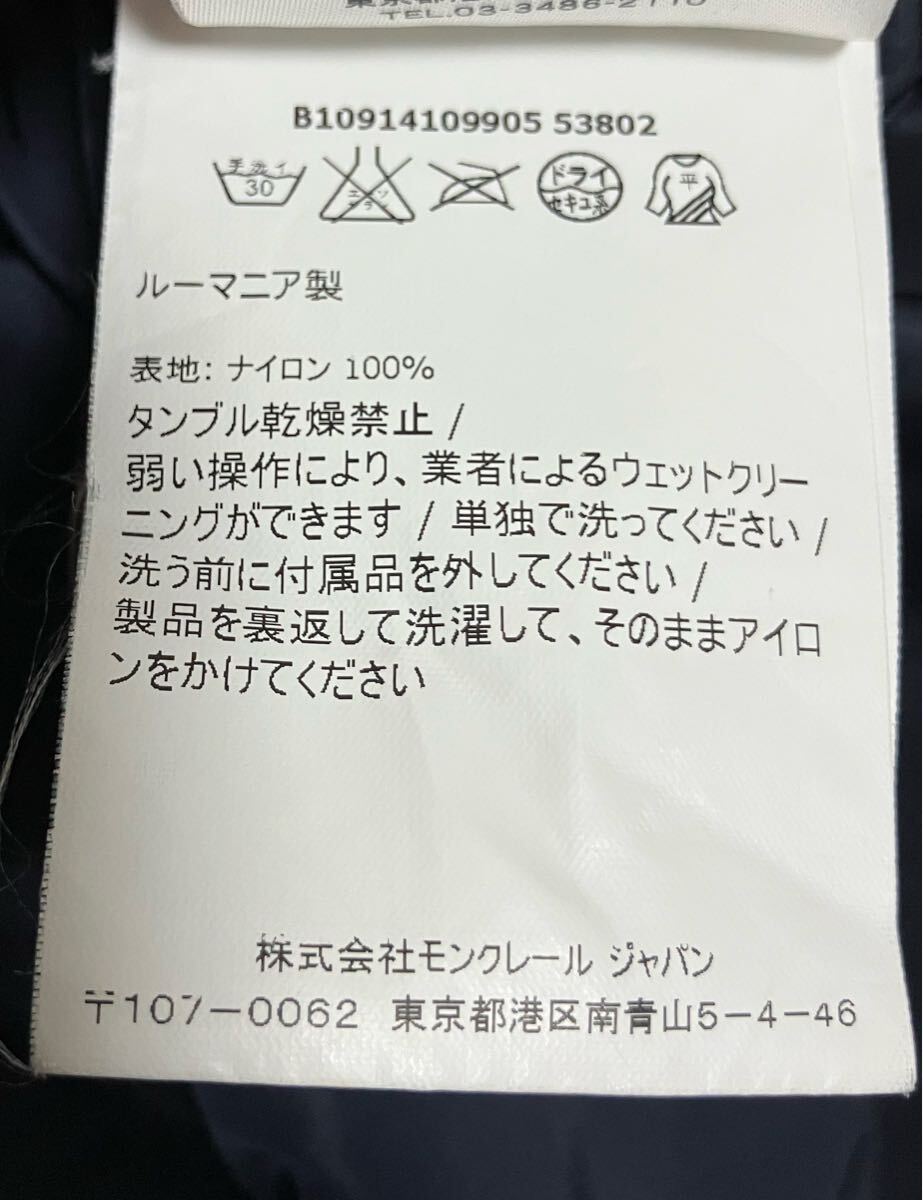 TEL.03-3486-2110
B10914109905 53802
手洗イ
30
エンソ
サラシ
ドライ
セキユ系
平
ルーマニア製
表地: ナイロン 100%
タンブル乾燥禁止 /
弱い操作により、業者によるウェットクリー
ニングができます / 単独で洗ってください /
洗う前に付属品を外してください /
製品を裏返して洗濯して、そのままアイロ
ンをかけてください
株式会社モンクレール ジャパン
〒107-0062 東京都港区南青山5-4-46